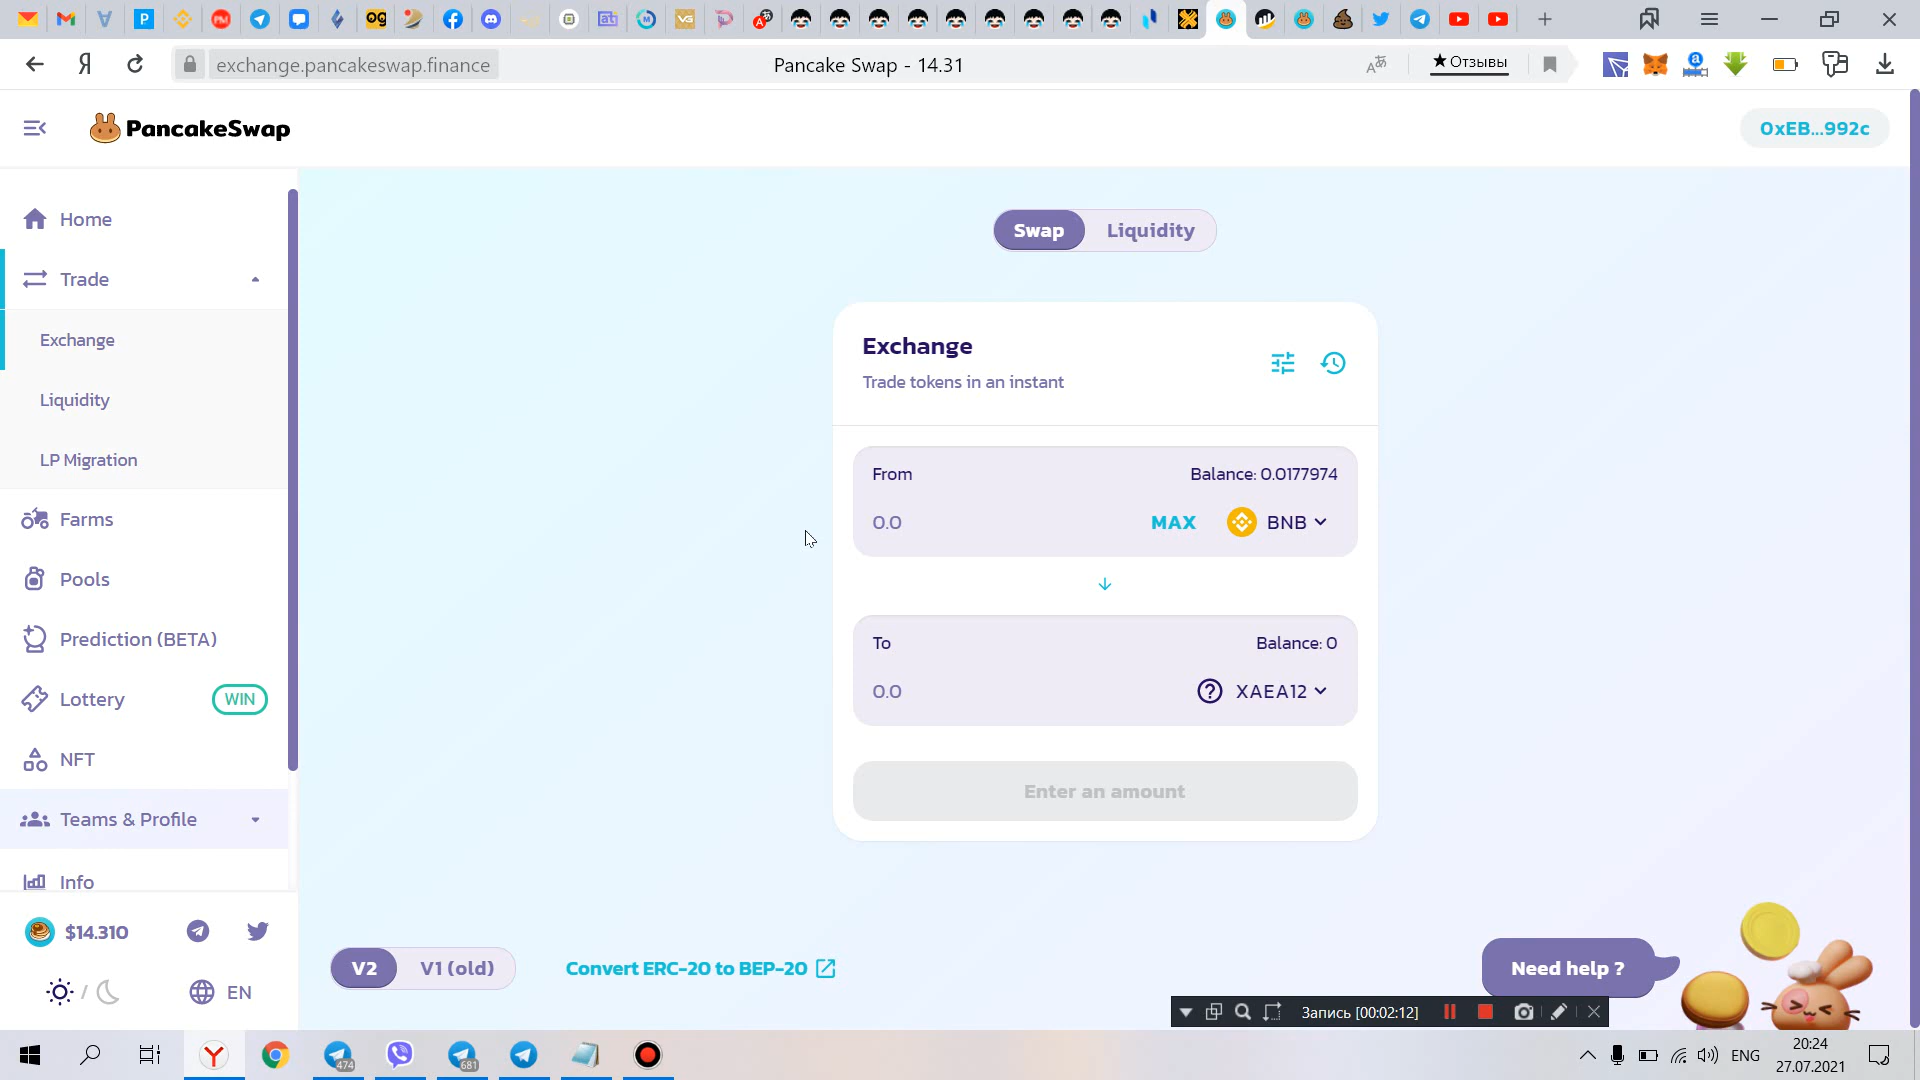 exchange.pancakeswap.finance
Pancake Swap - 14.31
★Отзывы
PancakeSwap
0xEB...992c
Home
Trade
Exchange
Liquidity
LP Migration
Farms
Pools
Prediction (BETA)
Lottery
WIN
NFT
Teams & Profile
Info
$14.310
EN
Swap
Liquidity
Exchange
Trade tokens in an instant
From
Balance: 0.0177974
0.0
MAX
BNB
To
Balance: 0
0.0
XAEA12
Enter an amount
V2
V1 (old)
Convert ERC-20 to BEP-20
Need help ?
Запись [00:02:12]
474
681
ENG
20:24
27.07.2021